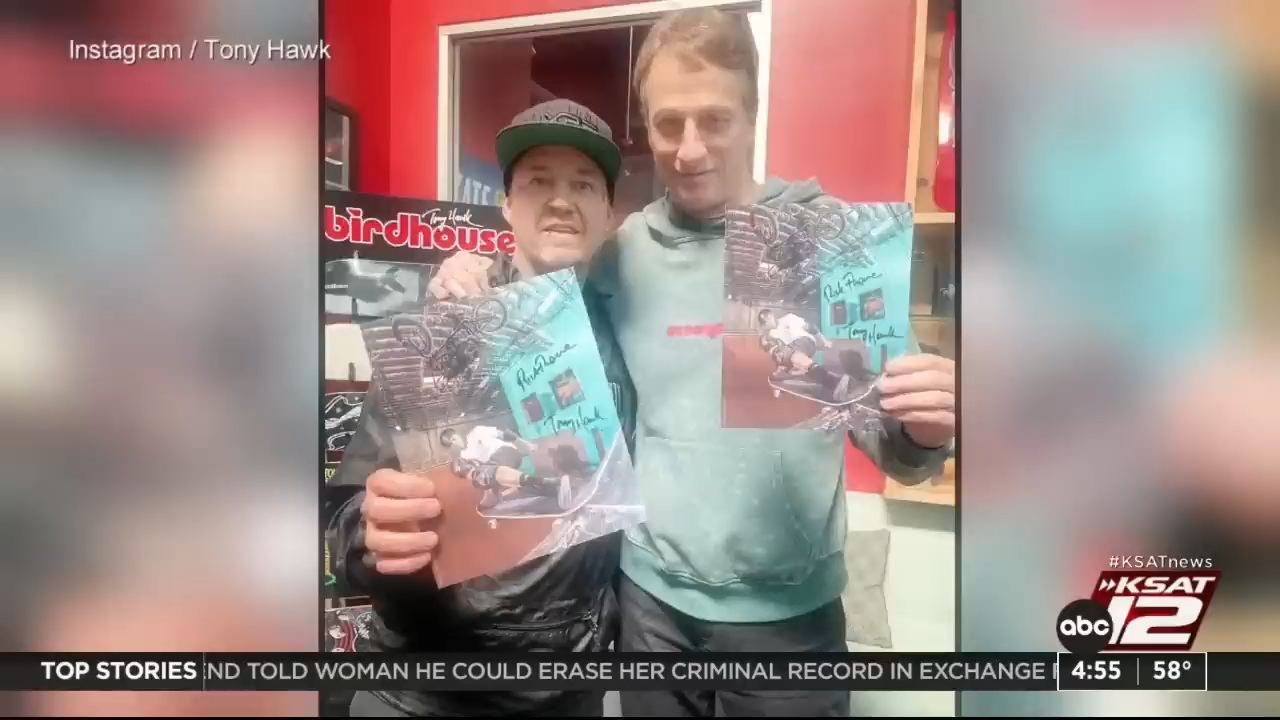 Instagram / Tony Hawk
Tony Hawk
birdhouse
Rick Thorne
Tony Hawk
Rick Thorne
Tony Hawk
#KSATnews
KSAT
abc 12
TOP STORIES END TOLD WOMAN HE COULD ERASE HER CRIMINAL RECORD IN EXCHANGE 4:55 58°